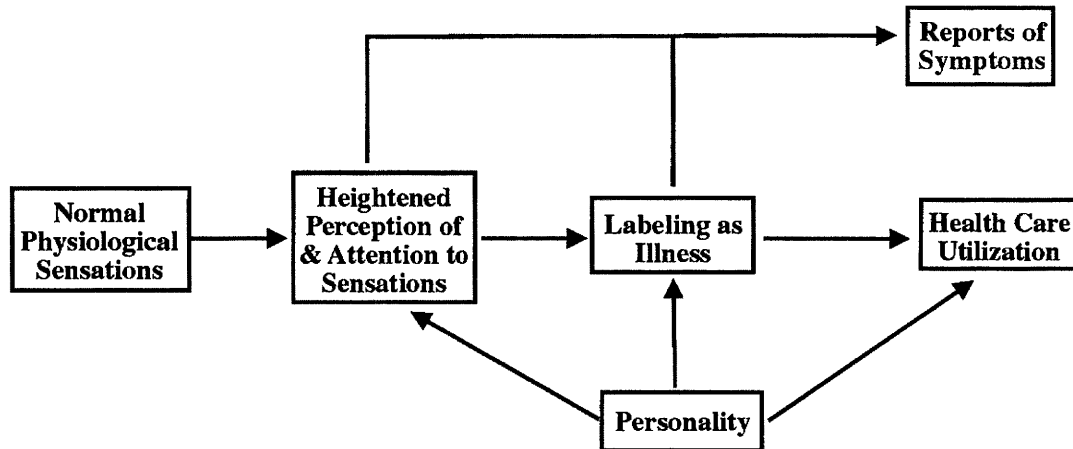 Reports of
Symptoms
Normal
Physiological
Sensations
Heightened
Perception of
& Attention to
Sensations
Labeling as
Illness
Health Care
Utilization
Personality